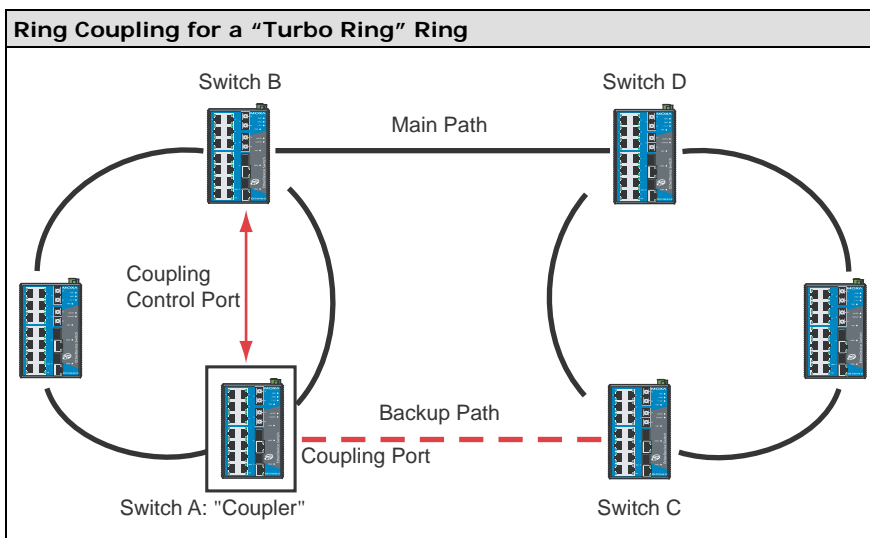 Ring Coupling for a “Turbo Ring” Ring
Switch B
Switch D
Main Path
Coupling
Control Port
Backup Path
Coupling Port
Switch A: "Coupler"
Switch C